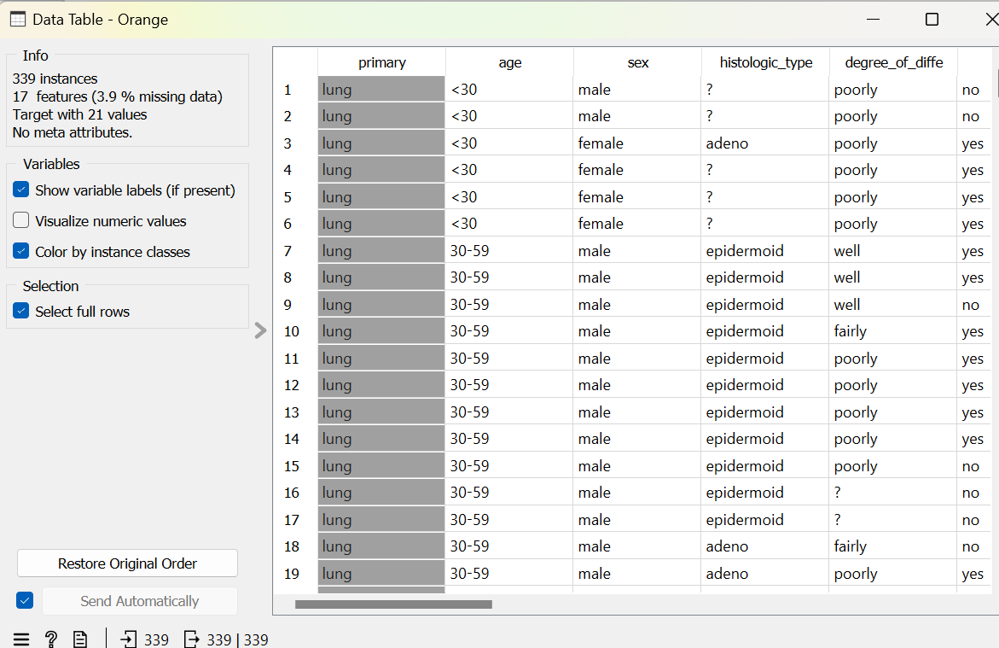 Data Table - Orange
Info
339 instances
17 features (3.9 % missing data)
Target with 21 values
No meta attributes.
Variables
Show variable labels (if present)
Visualize numeric values
Color by instance classes
Selection
Select full rows
Restore Original Order
Send Automatically
primary age sex histologic_type degree_of_diffe
1 lung <30 male ? poorly no
2 lung <30 male ? poorly no
3 lung <30 female adeno poorly yes
4 lung <30 female ? poorly yes
5 lung <30 female ? poorly yes
6 lung <30 female ? poorly yes
7 lung 30-59 male epidermoid well yes
8 lung 30-59 male epidermoid well yes
9 lung 30-59 male epidermoid well no
10 lung 30-59 male epidermoid fairly yes
11 lung 30-59 male epidermoid poorly yes
12 lung 30-59 male epidermoid poorly yes
13 lung 30-59 male epidermoid poorly yes
14 lung 30-59 male epidermoid poorly yes
15 lung 30-59 male epidermoid poorly no
16 lung 30-59 male epidermoid ? no
17 lung 30-59 male epidermoid ? no
18 lung 30-59 male adeno fairly no
19 lung 30-59 male adeno poorly yes
? 339 339 | 339